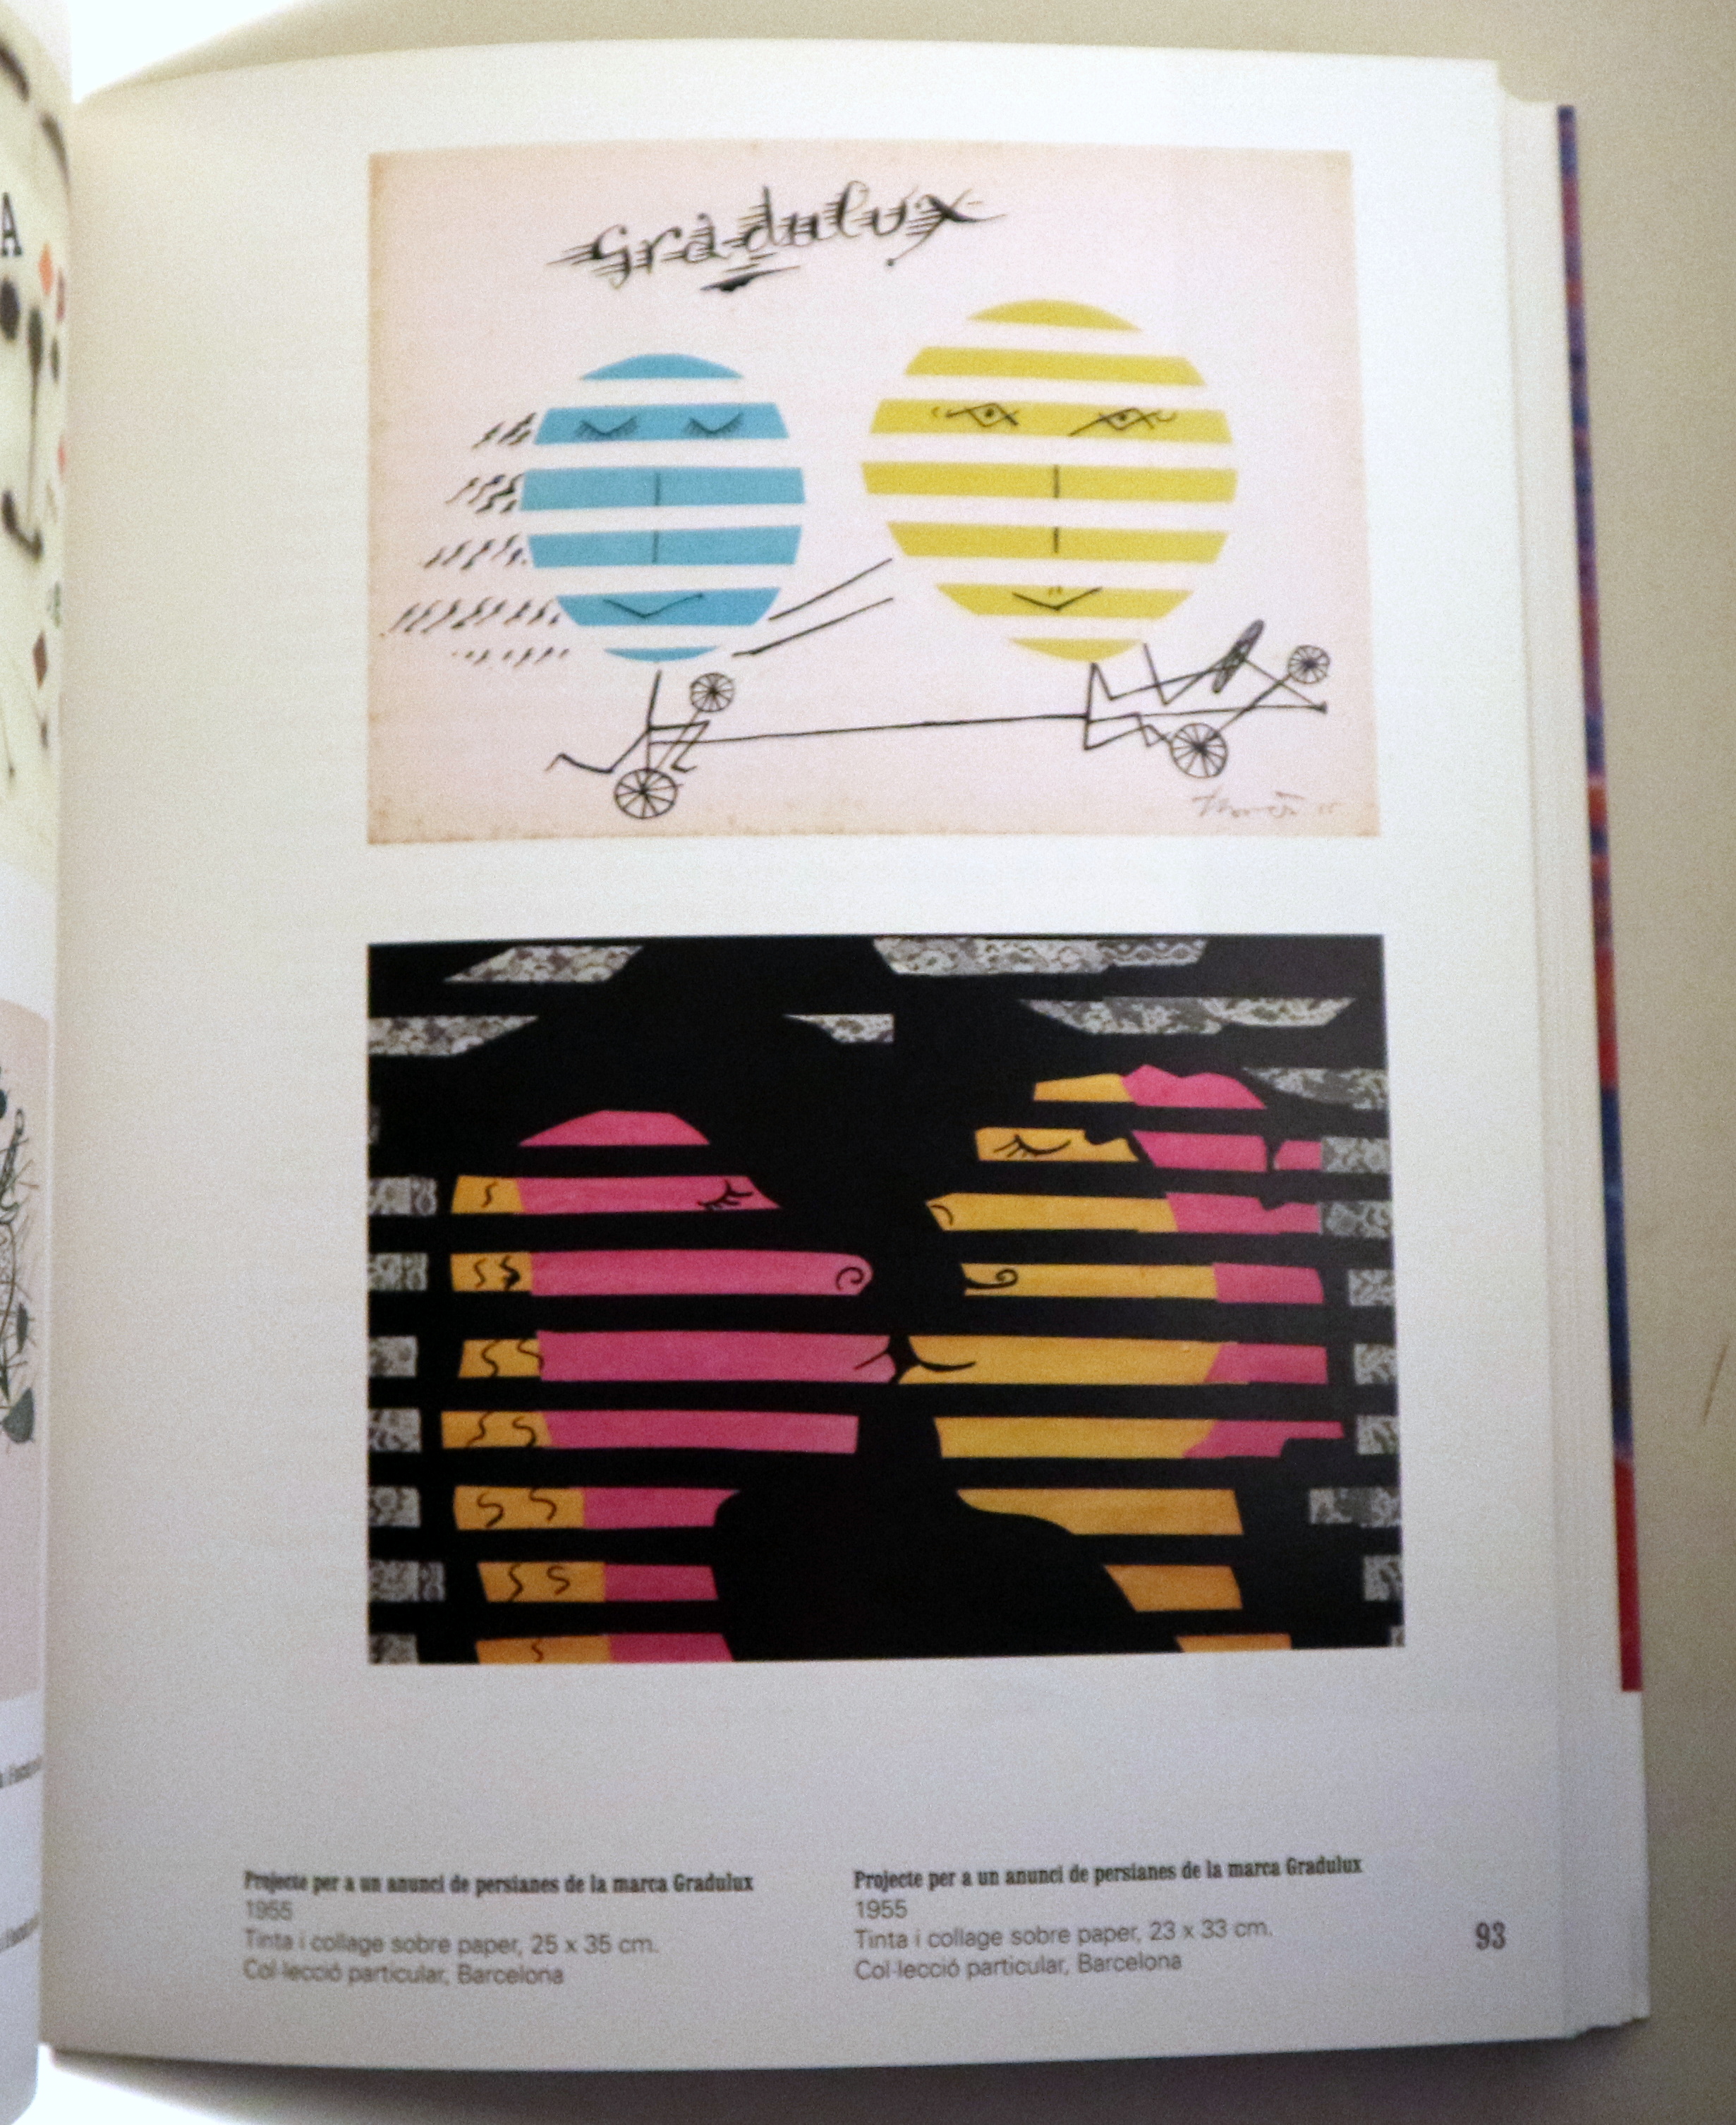 A
Gradulux
Projecte per a un anunci de persianes de la marca Gradulux
1955
Tinta i collage sobre paper, 25 x 35 cm.
Col·lecció particular, Barcelona
Projecte per a un anunci de persianes de la marca Gradulux
1955
Tinta i collage sobre paper, 23 x 33 cm.
Col·lecció particular, Barcelona
93